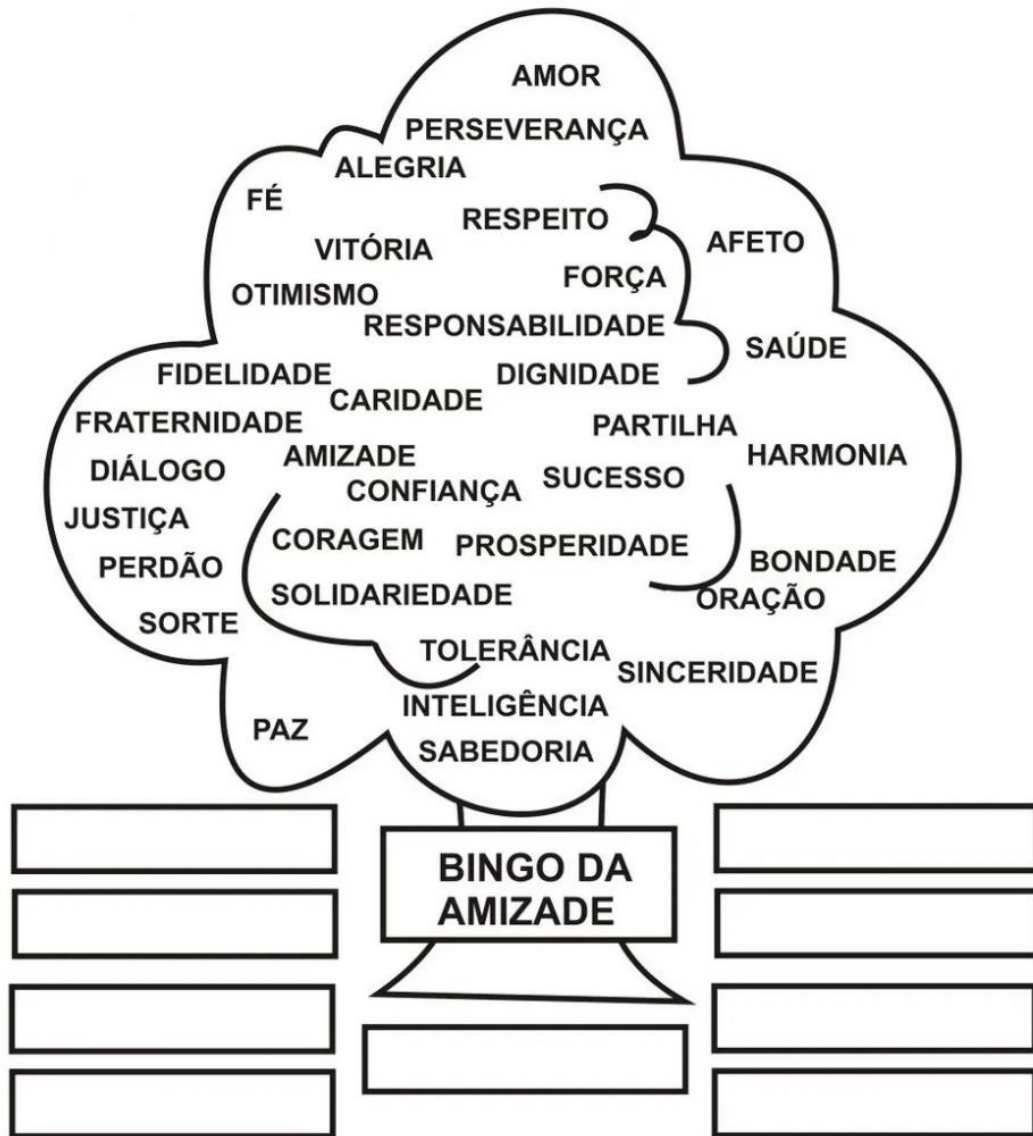 AMOR
PERSEVERANÇA
ALEGRIA
FÉ
RESPEITO
AFETO
VITÓRIA
FORÇA
OTIMISMO
RESPONSABILIDADE
SAÚDE
FIDELIDADE
DIGNIDADE
CARIDADE
FRATERNIDADE
PARTILHA
AMIZADE
HARMONIA
DIÁLOGO
SUCESSO
CONFIANÇA
JUSTIÇA
CORAGEM
PROSPERIDADE
PERDÃO
BONDADE
SOLIDARIEDADE
ORAÇÃO
SORTE
TOLERÂNCIA
SINCERIDADE
INTELIGÊNCIA
PAZ
SABEDORIA
BINGO DA
AMIZADE